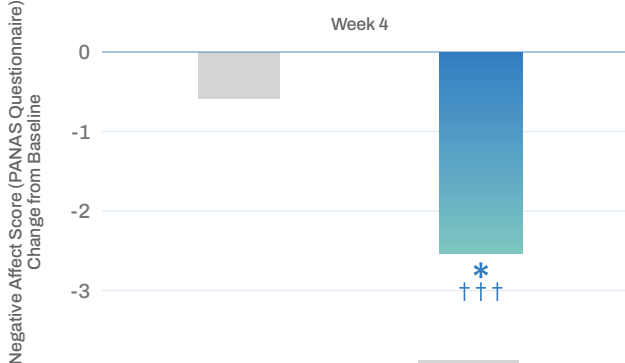 Week 4
Negative Affect Score (PANAS Questionnaire)
Change from Baseline
0
-1
-2
-3
*
†††